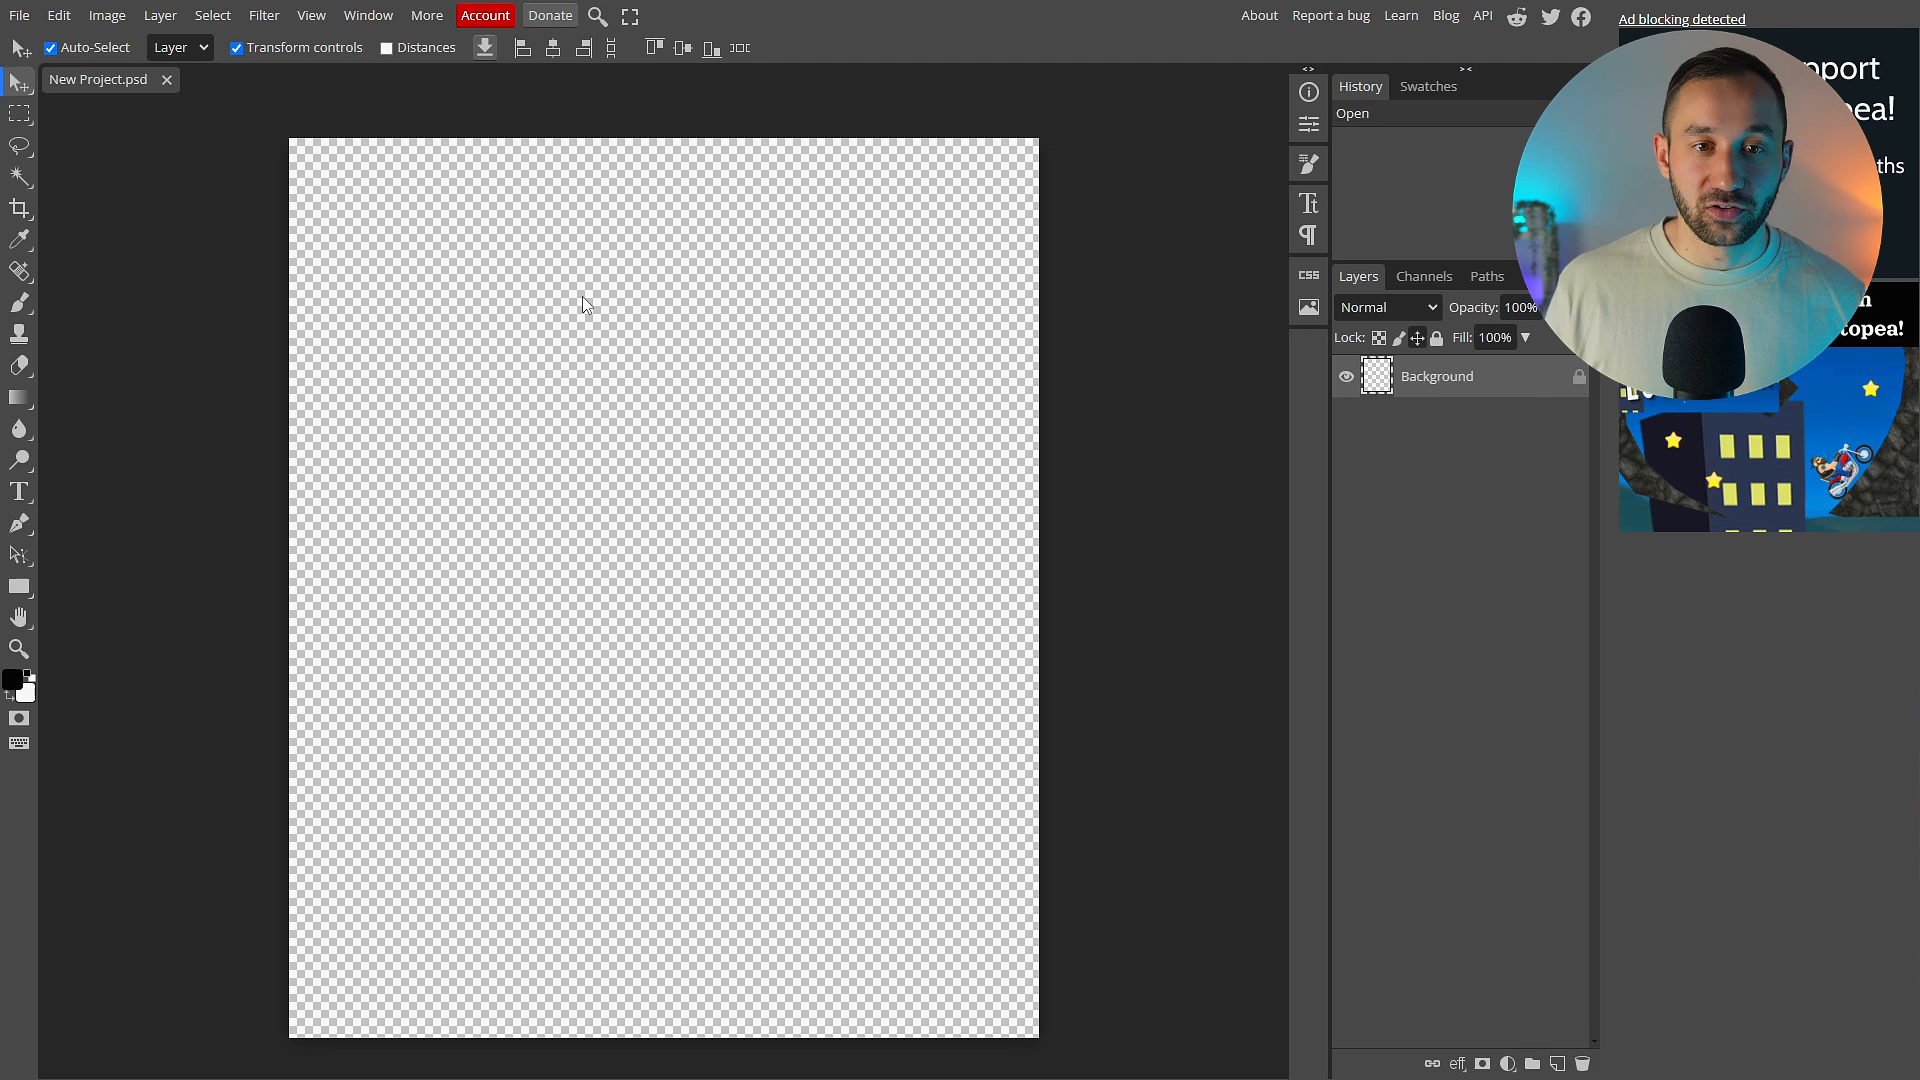 File Edit Image Layer Select Filter View Window More Account Donate
About Report a bug Learn Blog API
Ad blocking detected
Auto-Select Layer Transform controls Distances
New Project.psd
History Swatches
Open
CSS
Layers Channels Paths
Normal Opacity: 100%
Lock: Fill: 100%
Background
eff